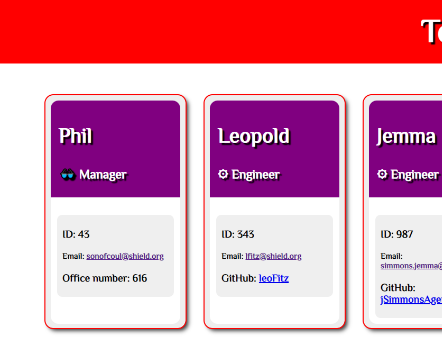 Phil
Manager
ID: 43
Email: sonofcoul@shield.org
Office number: 616
Leopold
Engineer
ID: 343
Email: lfitz@shield.org
GitHub: leoFitz
Jemma
Engineer
ID: 987
Email:
simmons.jemma@
GitHub:
jSimmonsAge